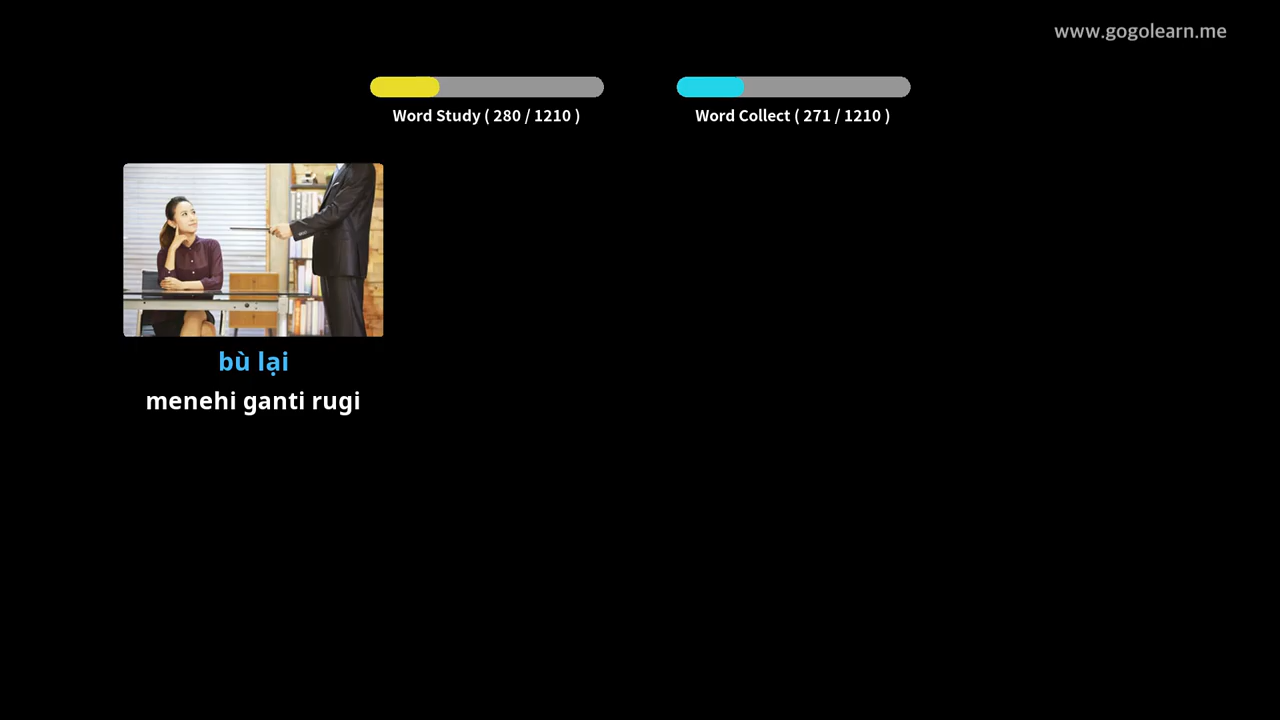 www.gogolearn.me
Word Study ( 280 / 1210 )
Word Collect ( 271 / 1210 )
bù lại
menehi ganti rugi